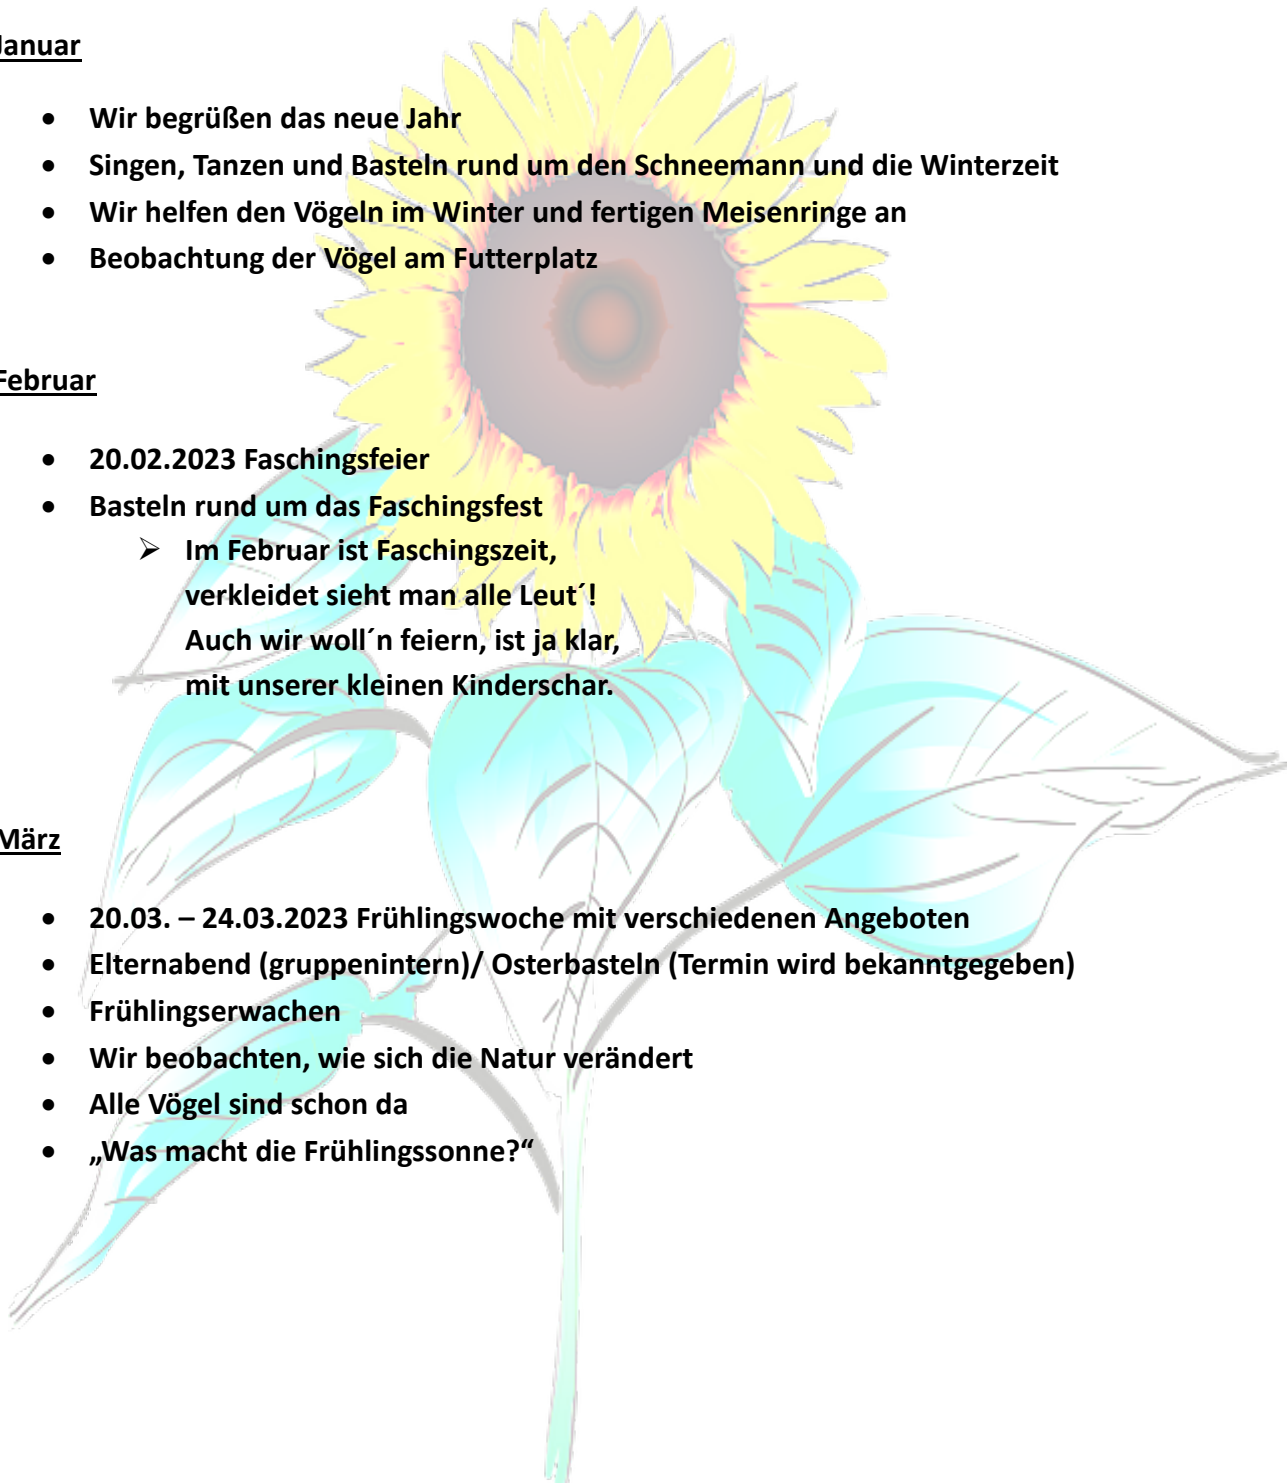 Januar
• Wir begrüßen das neue Jahr
• Singen, Tanzen und Basteln rund um den Schneemann und die Winterzeit
• Wir helfen den Vögeln im Winter und fertigen Meisenringe an
• Beobachtung der Vögel am Futterplatz
Februar
• 20.02.2023 Faschingsfeier
• Basteln rund um das Faschingsfest
➢ Im Februar ist Faschingszeit,
verkleidet sieht man alle Leut´!
Auch wir woll´n feiern, ist ja klar,
mit unserer kleinen Kinderschar.
März
• 20.03. – 24.03.2023 Frühlingswoche mit verschiedenen Angeboten
• Elternabend (gruppenintern)/ Osterbasteln (Termin wird bekanntgegeben)
• Frühlingserwachen
• Wir beobachten, wie sich die Natur verändert
• Alle Vögel sind schon da
• „Was macht die Frühlingssonne?“